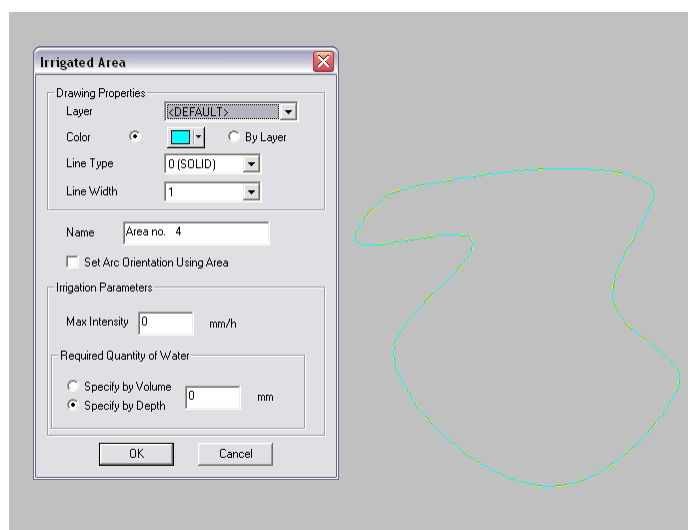 Irrigated Area
Drawing Properties
Layer <DEFAULT>
Color By Layer
Line Type 0 (SOLID)
Line Width 1
Name Area no. 4
Set Arc Orientation Using Area
Irrigation Parameters
Max Intensity 0 mm/h
Required Quantity of Water
Specify by Volume
0 mm
Specify by Depth
OK Cancel